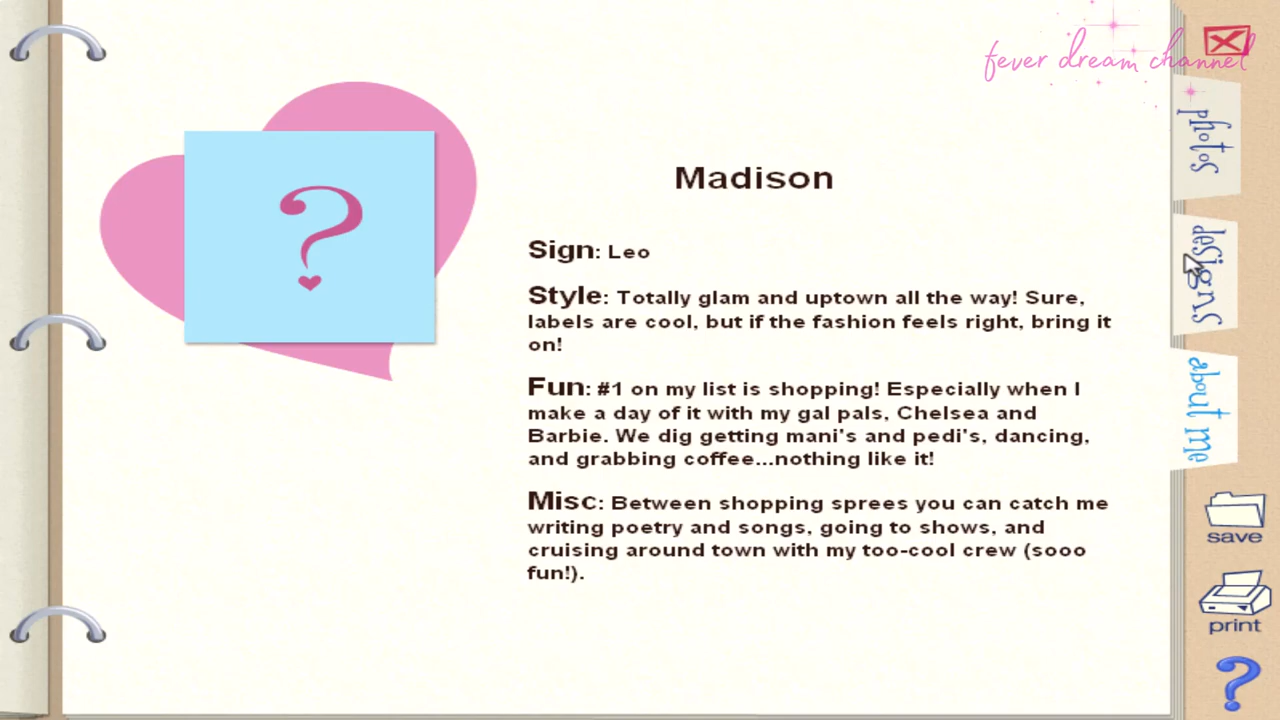 fever dream channel
photos
?
Madison
Sign: Leo
designs
Style: Totally glam and uptown all the way! Sure,
labels are cool, but if the fashion feels right, bring it
on!
about me
Fun: #1 on my list is shopping! Especially when I
make a day of it with my gal pals, Chelsea and
Barbie. We dig getting mani's and pedi's, dancing,
and grabbing coffee...nothing like it!
Misc: Between shopping sprees you can catch me
writing poetry and songs, going to shows, and
cruising around town with my too-cool crew (sooo
fun!).
save
print
?